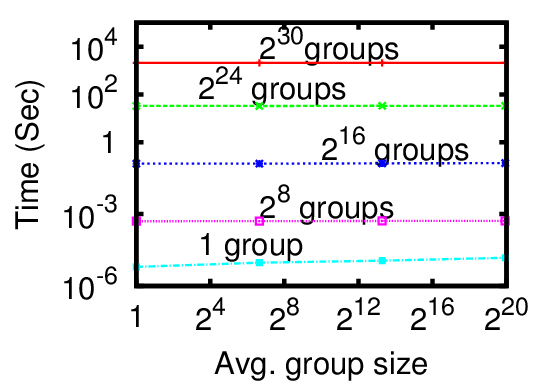 Time (Sec)
10^4
10^2
1
10^-3
10^-6
2^30 groups
2^24 groups
2^16 groups
2^8 groups
1 group
1 2^4 2^8 2^12 2^16 2^20
Avg. group size